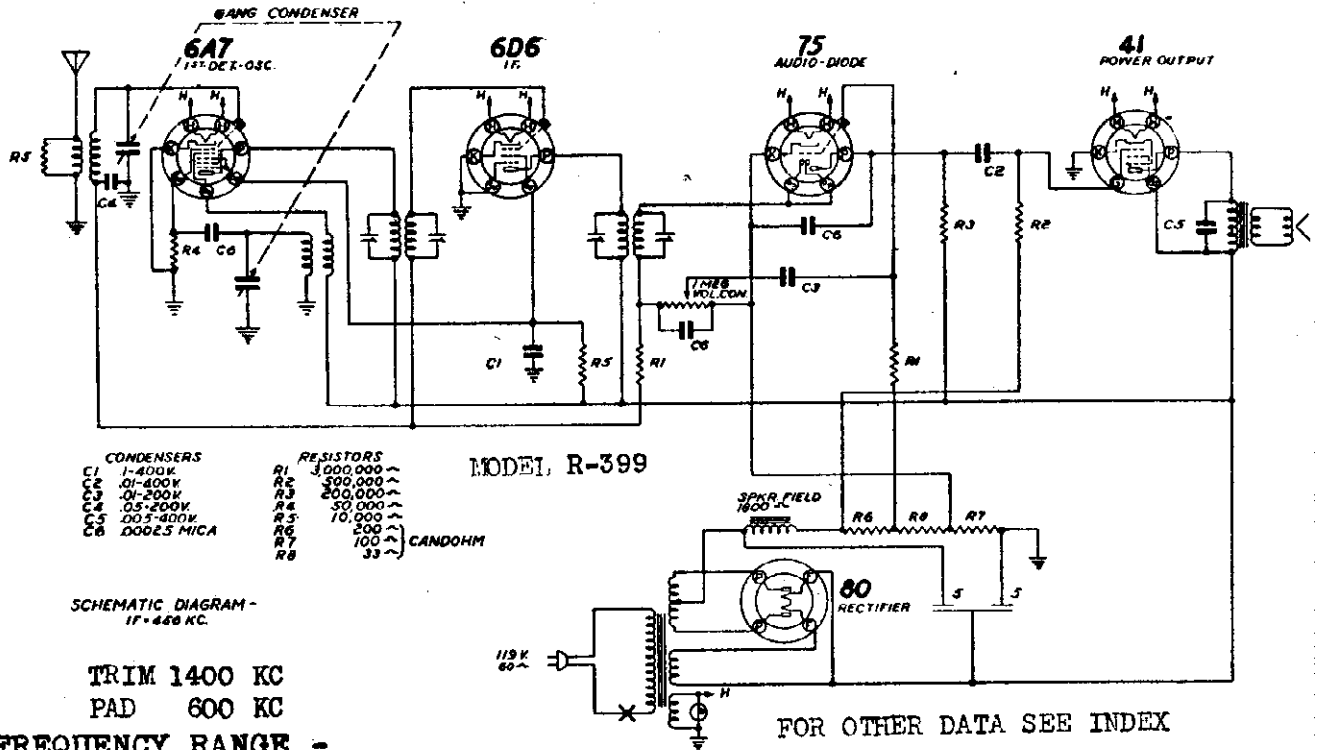 GANG CONDENSER
6A7
1ST DET.-OSC.
6D6
I.F.
75
AUDIO-DIODE
41
POWER OUTPUT
H H
H H
H H
H H
K
P
K
P
K
P
K
P
PP
R5
C4
R4
C6
C1
R5
R1
1 MEG
VOL.CON.
C6
C6
C3
R1
R3
C2
R2
C5
CONDENSERS
C1 .1-400V.
C2 .01-400V.
C3 .01-200V.
C4 .05-200V.
C5 .005-400V.
C6 .00025 MICA
RESISTORS
R1 3,000,000~
R2 500,000~
R3 200,000~
R4 50,000~
R5 10,000~
R6 200~
R7 100~
R8 33~
CANDOHM
MODEL R-399
SPKR. FIELD
1800
R6
R8
R7
80
RECTIFIER
5
5
SCHEMATIC DIAGRAM-
IF=456 KC.
115 V.
60~
H
TRIM 1400 KC
PAD 600 KC
FREQUENCY RANGE -
FOR OTHER DATA SEE INDEX